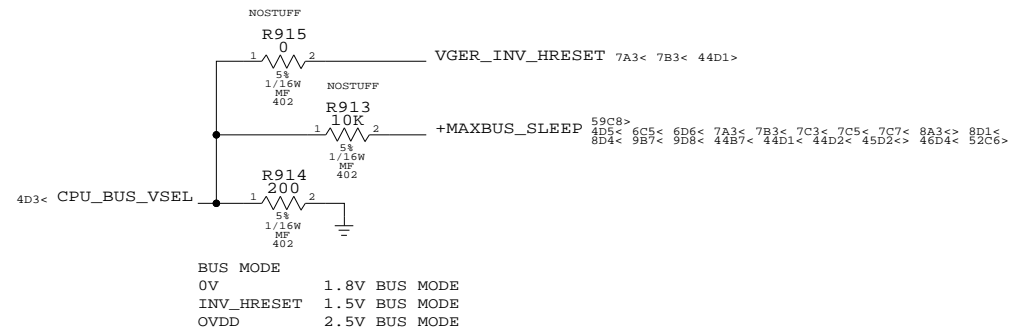 NOSTUFF
R915
0
1 2
5%
1/16W
MF
402
VGER_INV_HRESET 7A3< 7B3< 44D1>
NOSTUFF
R913
10K
1 2
5%
1/16W
MF
402
+MAXBUS_SLEEP
59C8>
4D5< 6C5< 6D6< 7A3< 7B3< 7C3< 7C5< 7C7< 8A3<> 8D1<
8D4< 9B7< 9D8< 44B7< 44D1< 44D2< 45D2<> 46D4< 52C6>
4D3< CPU_BUS_VSEL
R914
200
1 2
5%
1/16W
MF
402
BUS MODE
0V 1.8V BUS MODE
INV_HRESET 1.5V BUS MODE
OVDD 2.5V BUS MODE